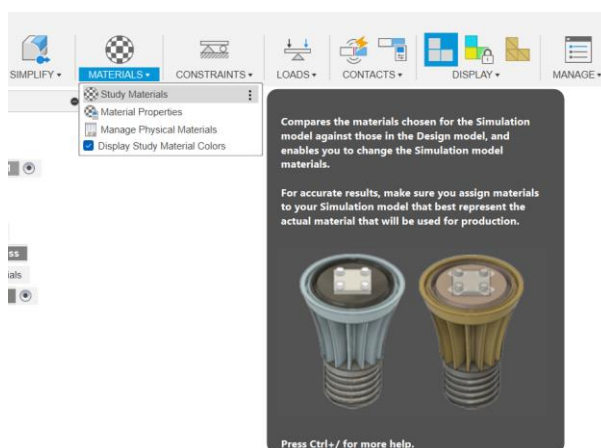 SIMPLIFY
MATERIALS
CONSTRAINTS
LOADS
CONTACTS
DISPLAY
MANAGE
Study Materials
Material Properties
Manage Physical Materials
Display Study Material Colors
ss
ials
Compares the materials chosen for the Simulation
model against those in the Design model, and
enables you to change the Simulation model
materials.
For accurate results, make sure you assign materials
to your Simulation model that best represent the
actual material that will be used for production.
Press Ctrl+/ for more help.